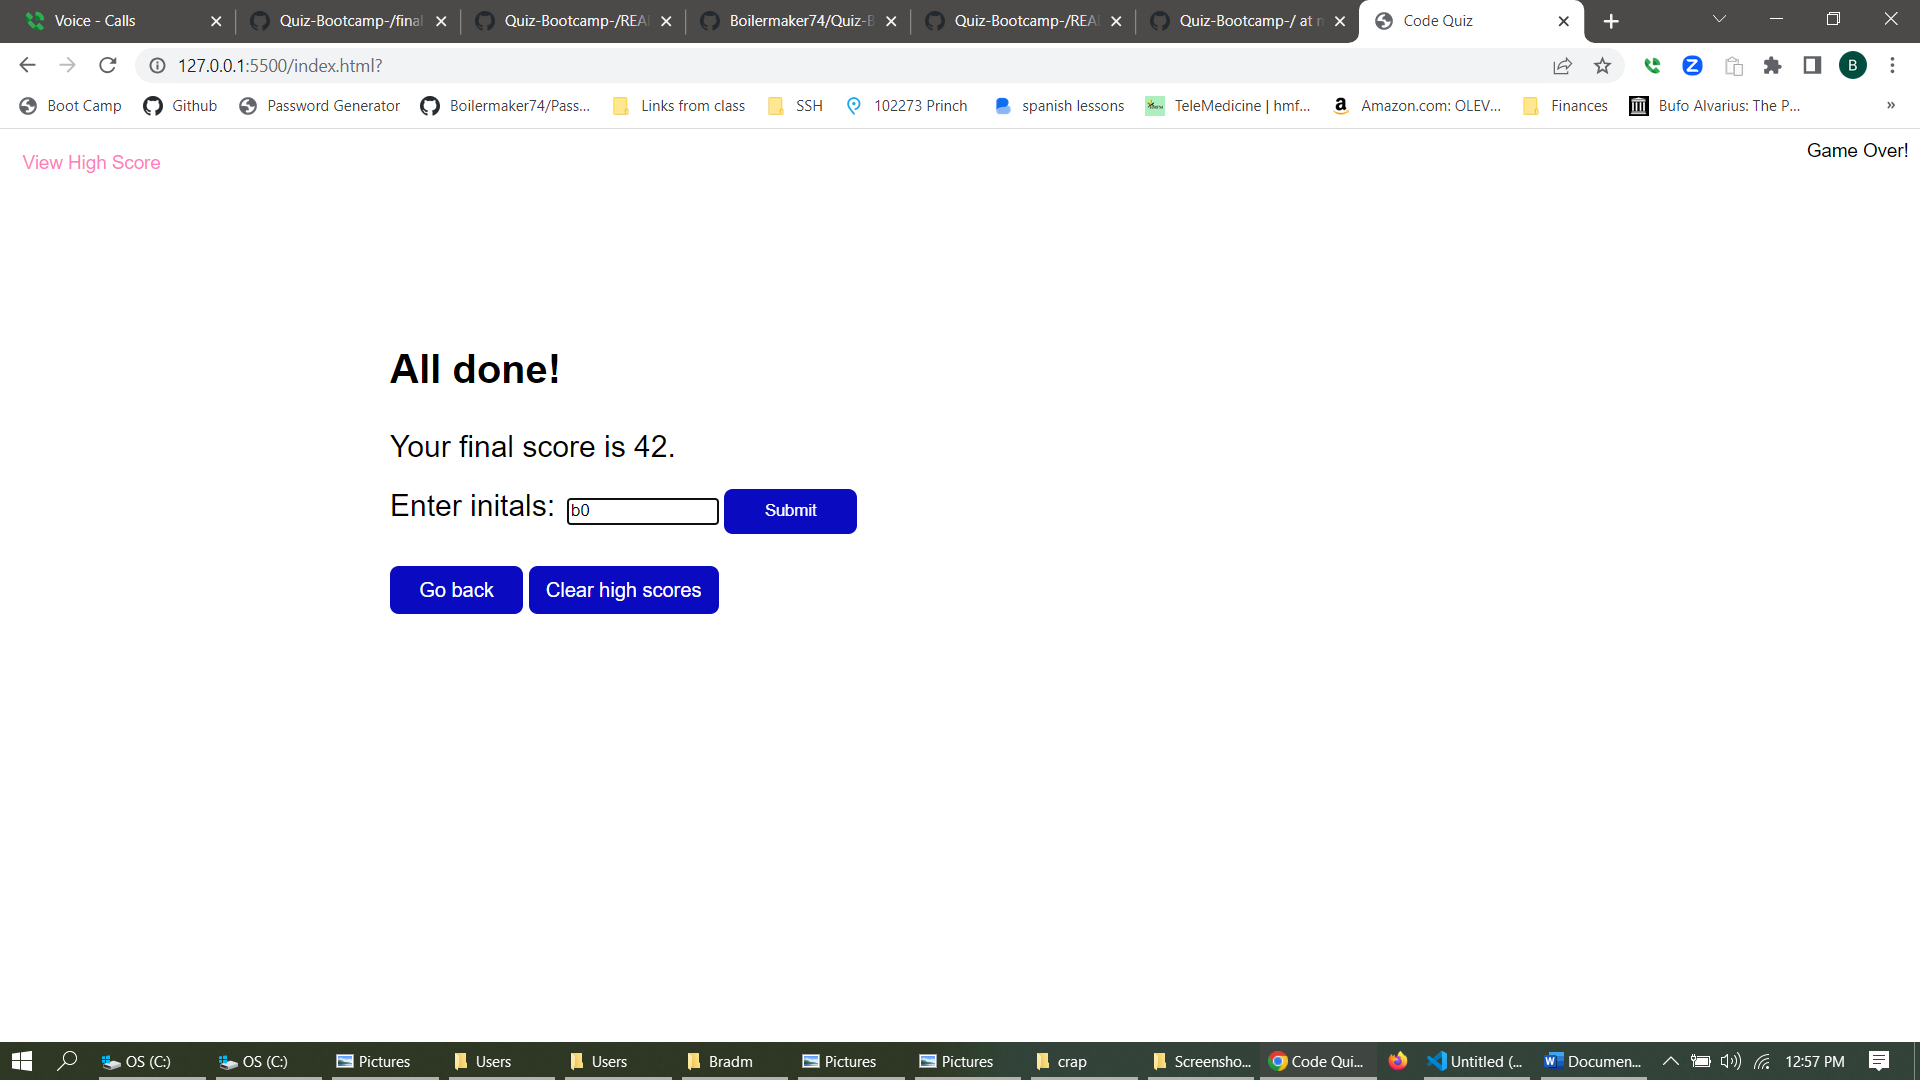 Voice - Calls
Quiz-Bootcamp-/final
Quiz-Bootcamp-/REA
Boilermaker74/Quiz-B
Quiz-Bootcamp-/REA
Quiz-Bootcamp-/ at m
Code Quiz
127.0.0.1:5500/index.html?
B
Boot Camp
Github
Password Generator
Boilermaker74/Pass...
Links from class
SSH
102273 Princh
spanish lessons
TeleMedicine | hmf...
Amazon.com: OLEV...
Finances
Bufo Alvarius: The P...
»
View High Score
Game Over!
All done!
Your final score is 42.
Enter initals: b0 Submit
Go back Clear high scores
OS (C:)
OS (C:)
Pictures
Users
Users
Bradm
Pictures
Pictures
crap
Screensho...
Code Qui...
Untitled (...
Documen...
12:57 PM